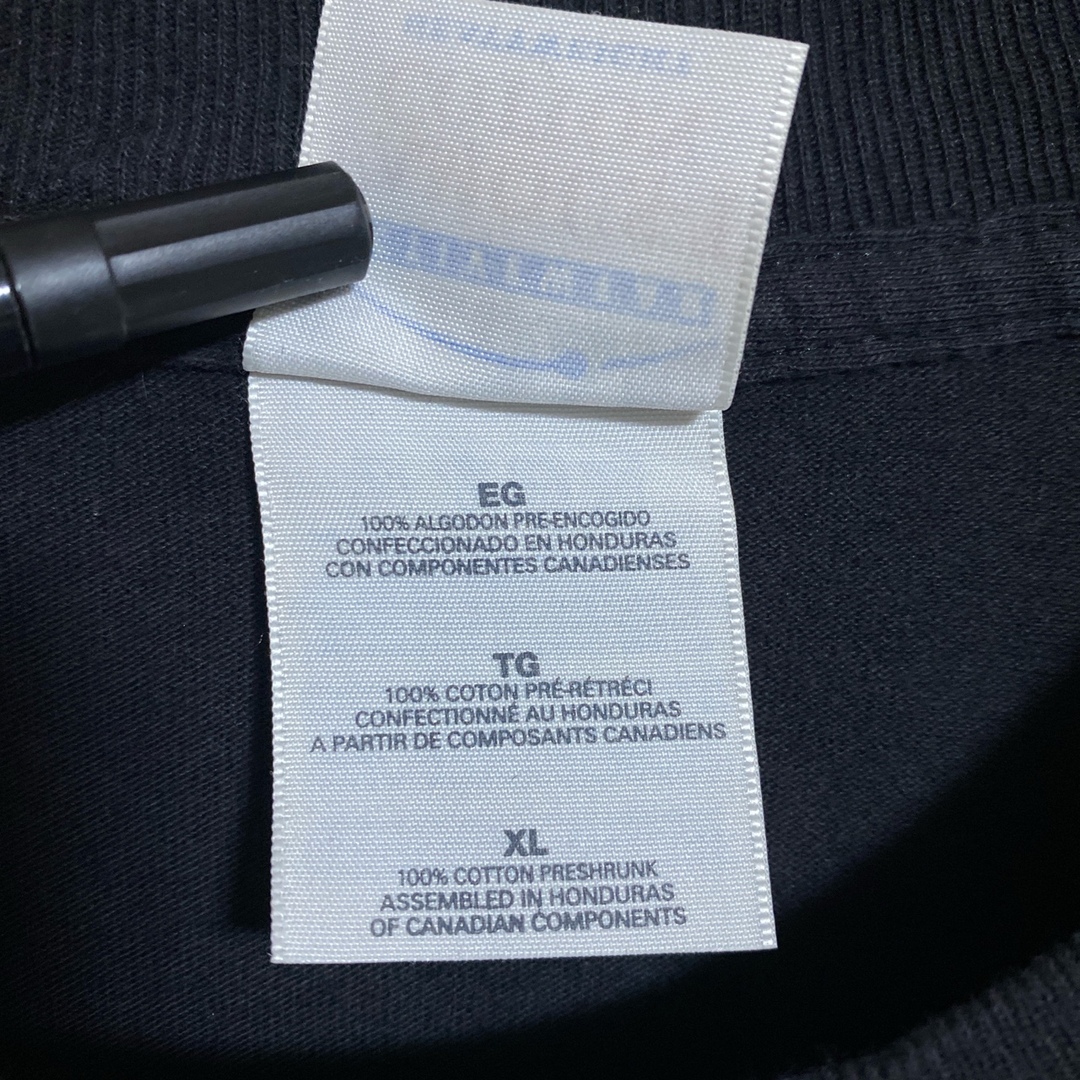 EG
100% ALGODON PRE-ENCOGIDO
CONFECCIONADO EN HONDURAS
CON COMPONENTES CANADIENSES
TG
100% COTON PRÉ-RÉTRÉCI
CONFECTIONNÉ AU HONDURAS
A PARTIR DE COMPOSANTS CANADIENS
XL
100% COTTON PRESHRUNK
ASSEMBLED IN HONDURAS
OF CANADIAN COMPONENTS